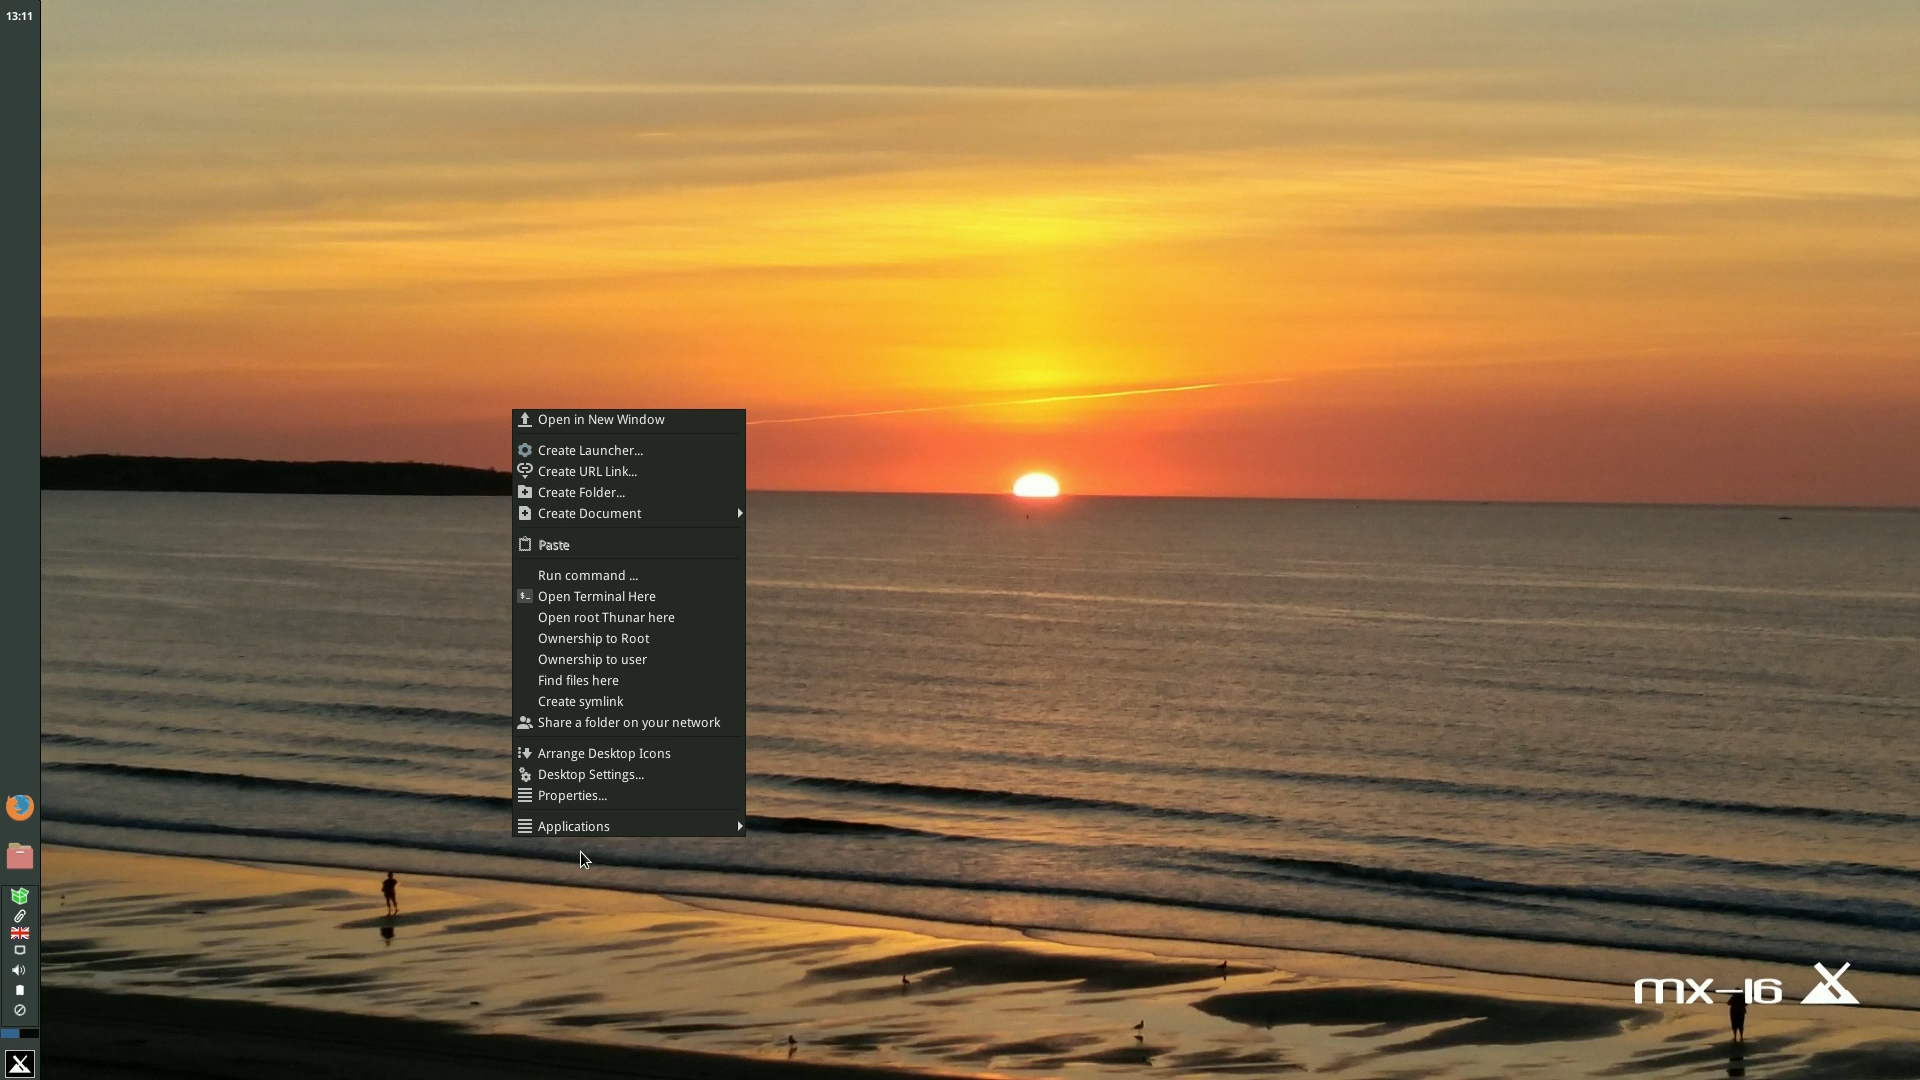 13:11
Open in New Window
Create Launcher...
Create URL Link...
Create Folder...
Create Document
Paste
Run command ...
Open Terminal Here
Open root Thunar here
Ownership to Root
Ownership to user
Find files here
Create symlink
Share a folder on your network
Arrange Desktop Icons
Desktop Settings...
Properties...
Applications
mx-16